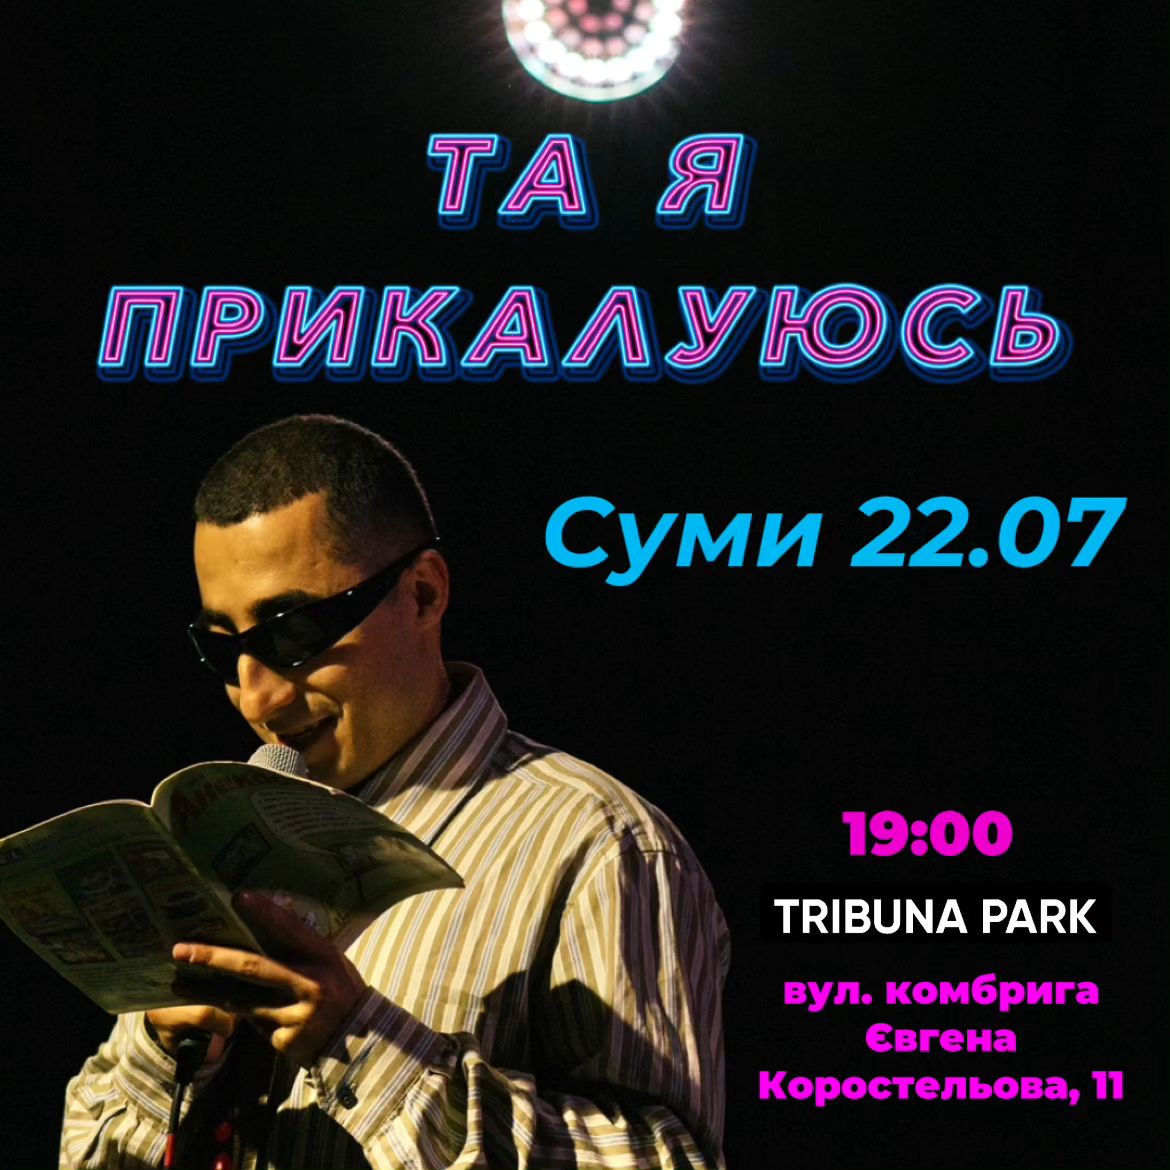 ТА Я
ПРИКАЛУЮСЬ
Суми 22.07
19:00
TRIBUNA PARK
вул. комбрига
Євгена
Коростельова, 11